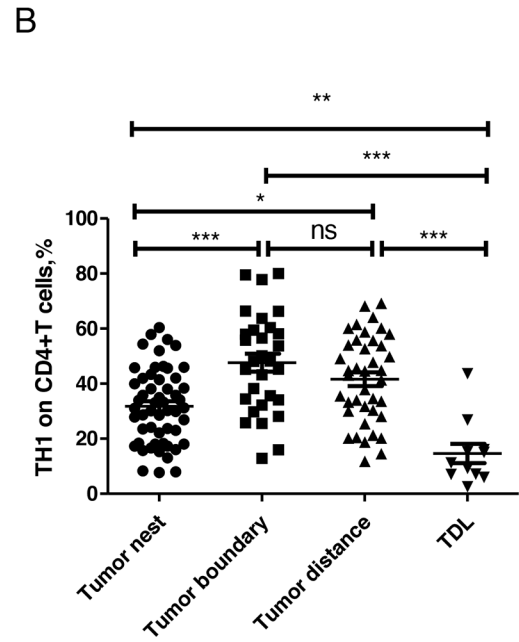 B
**
***
*
***
ns
***
TH1 on CD4+T cells,%
100
80
60
40
20
0
Tumor nest
Tumor boundary
Tumor distance
TDL